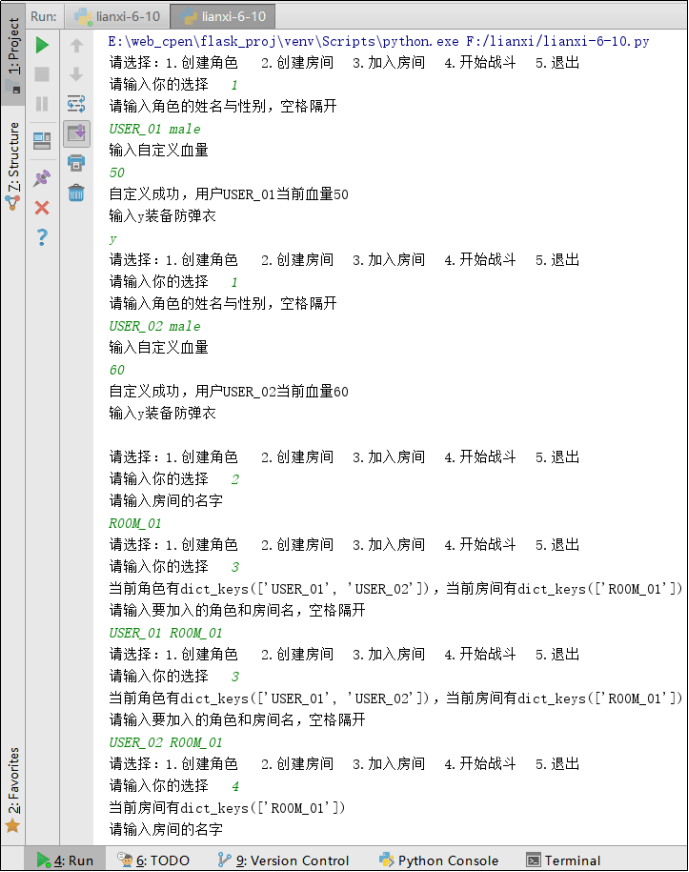 Run: lianxi-6-10 lianxi-6-10
1: Project
7: Structure
2: Favorites
E:\web_cpen\flask_proj\venv\Scripts\python.exe F:/lianxi/lianxi-6-10.py
请选择：1.创建角色 2.创建房间 3.加入房间 4.开始战斗 5.退出
请输入你的选择 1
请输入角色的姓名与性别，空格隔开
USER_01 male
输入自定义血量
50
自定义成功，用户USER_01当前血量50
输入y装备防弹衣
y
请选择：1.创建角色 2.创建房间 3.加入房间 4.开始战斗 5.退出
请输入你的选择 1
请输入角色的姓名与性别，空格隔开
USER_02 male
输入自定义血量
60
自定义成功，用户USER_02当前血量60
输入y装备防弹衣
请选择：1.创建角色 2.创建房间 3.加入房间 4.开始战斗 5.退出
请输入你的选择 2
请输入房间的名字
ROOM_01
请选择：1.创建角色 2.创建房间 3.加入房间 4.开始战斗 5.退出
请输入你的选择 3
当前角色有dict_keys(['USER_01', 'USER_02'])，当前房间有dict_keys(['ROOM_01'])
请输入要加入的角色和房间名，空格隔开
USER_01 ROOM_01
请选择：1.创建角色 2.创建房间 3.加入房间 4.开始战斗 5.退出
请输入你的选择 3
当前角色有dict_keys(['USER_01', 'USER_02'])，当前房间有dict_keys(['ROOM_01'])
请输入要加入的角色和房间名，空格隔开
USER_02 ROOM_01
请选择：1.创建角色 2.创建房间 3.加入房间 4.开始战斗 5.退出
请输入你的选择 4
当前房间有dict_keys(['ROOM_01'])
请输入房间的名字
4: Run 6: TODO 9: Version Control Python Console Terminal